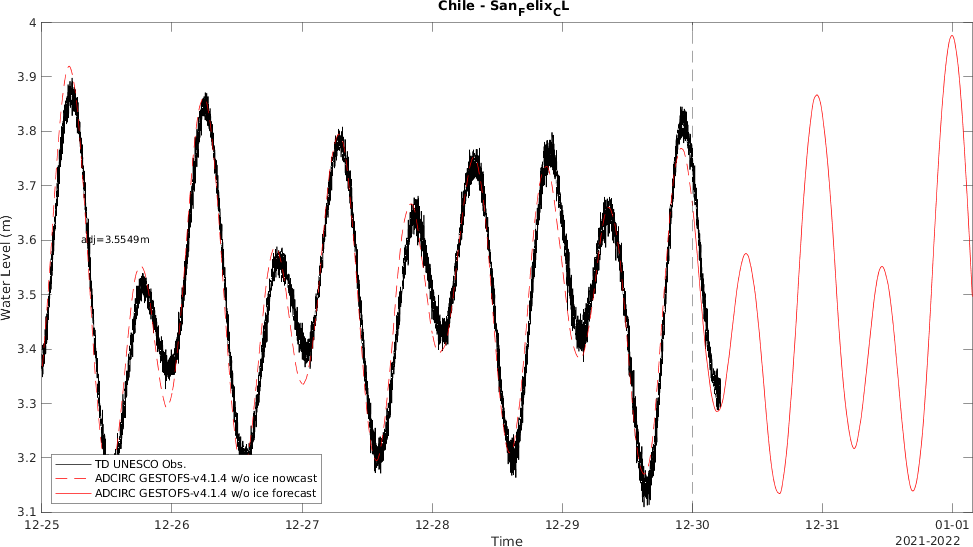 Chile - SanFelixCL
4
3.9
3.8
3.7
3.6
3.5
3.4
3.3
3.2
3.1
Water Level (m)
adj=3.5549m
TD UNESCO Obs.
ADCIRC GESTOFS-v4.1.4 w/o ice nowcast
ADCIRC GESTOFS-v4.1.4 w/o ice forecast
12-25
12-26
12-27
12-28
12-29
12-30
12-31
01-01
Time
2021-2022